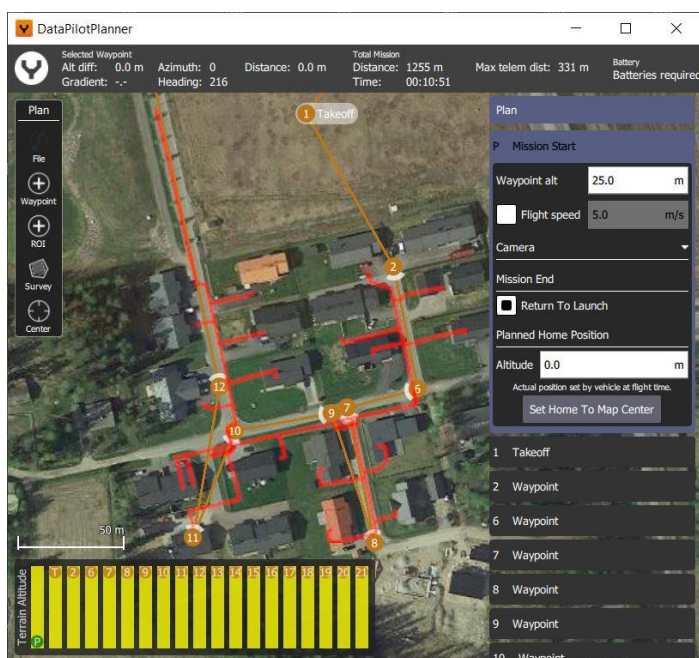 DataPilotPlanner
Selected Waypoint
Alt diff: 0.0 m Azimuth: 0 Distance: 0.0 m
Gradient: -.- Heading: 216
Total Mission
Distance: 1255 m Max telem dist: 331 m
Time: 00:10:51
Battery
Batteries required
Plan
File
Waypoint
ROI
Survey
Center
1 Takeoff
2
12
6
7
9
10
11
8
50 m
Terrain Altitude
T 2 6 7 8 9 10 11 12 13 14 15 16 17 18 19 20 21
P
Plan
P Mission Start
Waypoint alt 25.0 m
Flight speed 5.0 m/s
Camera
Mission End
Return To Launch
Planned Home Position
Altitude 0.0 m
Actual position set by vehicle at flight time.
Set Home To Map Center
1 Takeoff
2 Waypoint
6 Waypoint
7 Waypoint
8 Waypoint
9 Waypoint
10 Waypoint